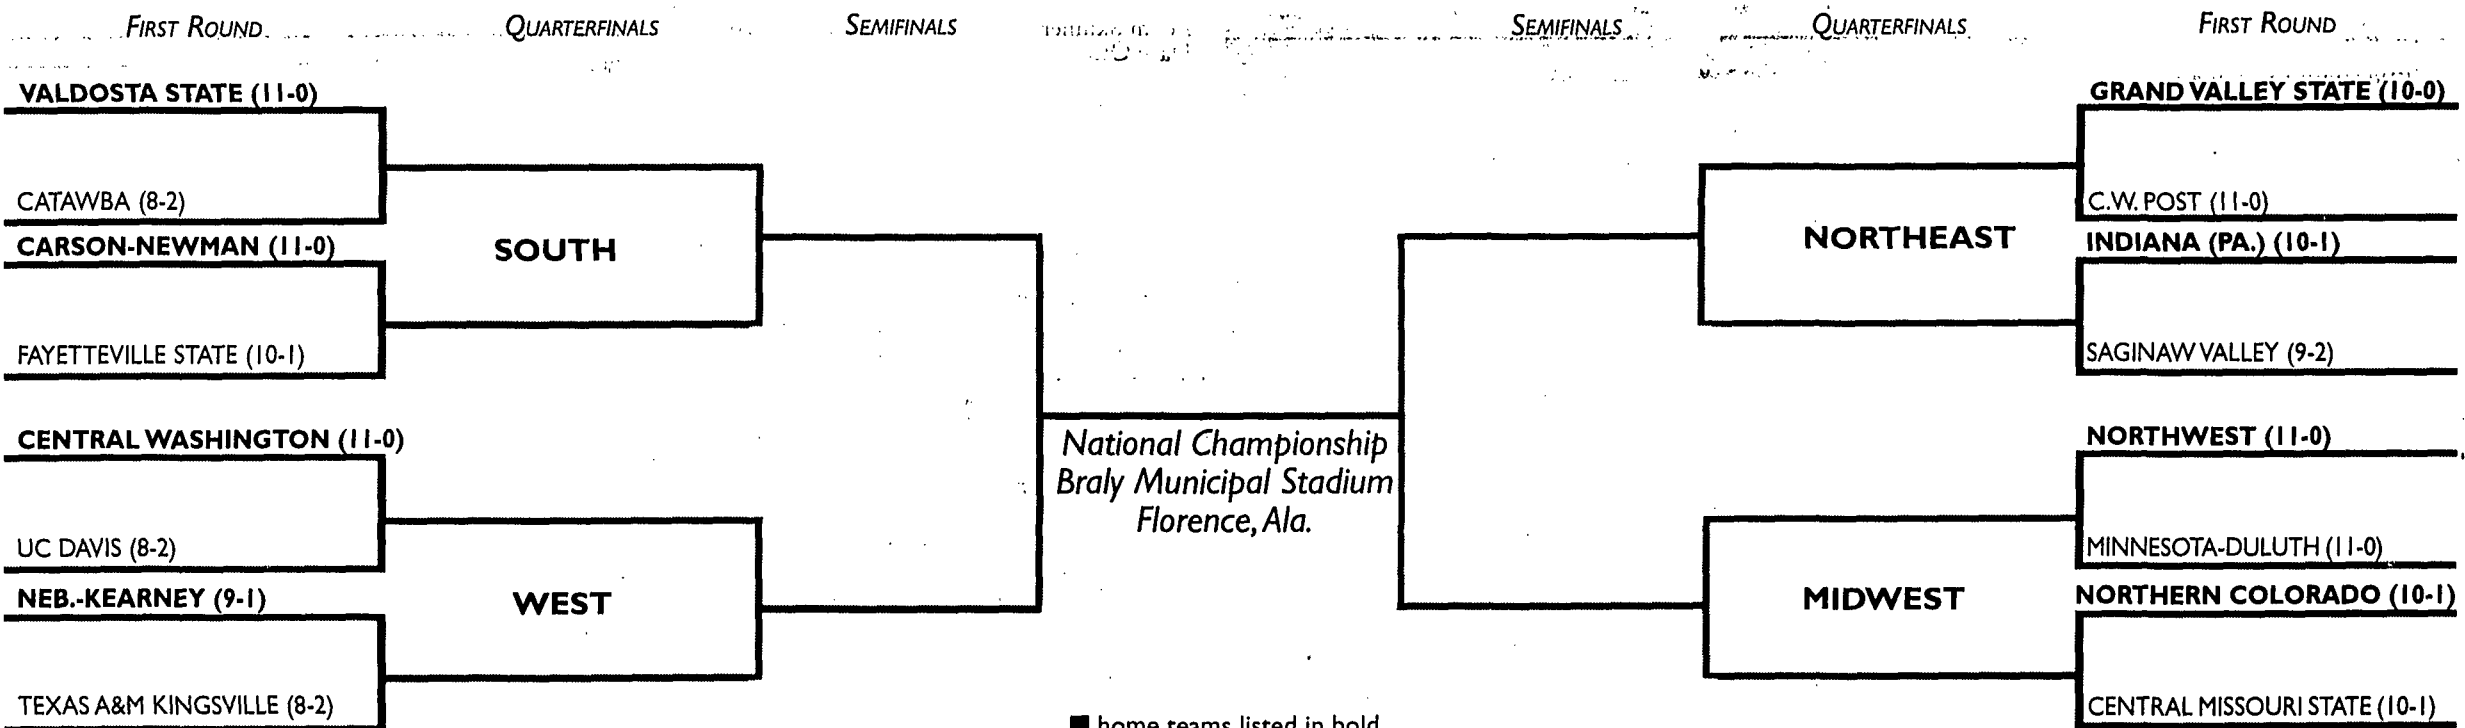 FIRST ROUND QUARTERFINALS SEMIFINALS SEMIFINALS QUARTERFINALS FIRST ROUND
VALDOSTA STATE (11-0)
CATAWBA (8-2)
CARSON-NEWMAN (11-0)
FAYETTEVILLE STATE (10-1)
SOUTH
CENTRAL WASHINGTON (11-0)
UC DAVIS (8-2)
NEB.-KEARNEY (9-1)
TEXAS A&M KINGSVILLE (8-2)
WEST
National Championship
Braly Municipal Stadium
Florence, Ala.
GRAND VALLEY STATE (10-0)
C.W. POST (11-0)
INDIANA (PA.) (10-1)
SAGINAW VALLEY (9-2)
NORTHEAST
NORTHWEST (11-0)
MINNESOTA-DULUTH (11-0)
NORTHERN COLORADO (10-1)
CENTRAL MISSOURI STATE (10-1)
MIDWEST
■ home teams listed in bold